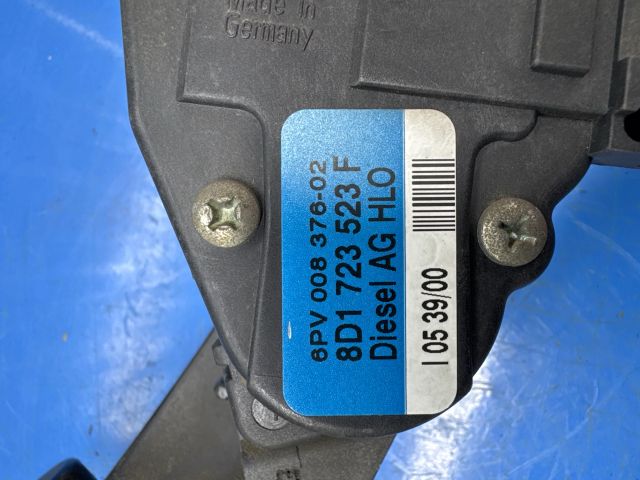 Made in
Germany
6PV 008 376-02
8D1 723 523 F
Diesel AG HLO
I 05 39/00